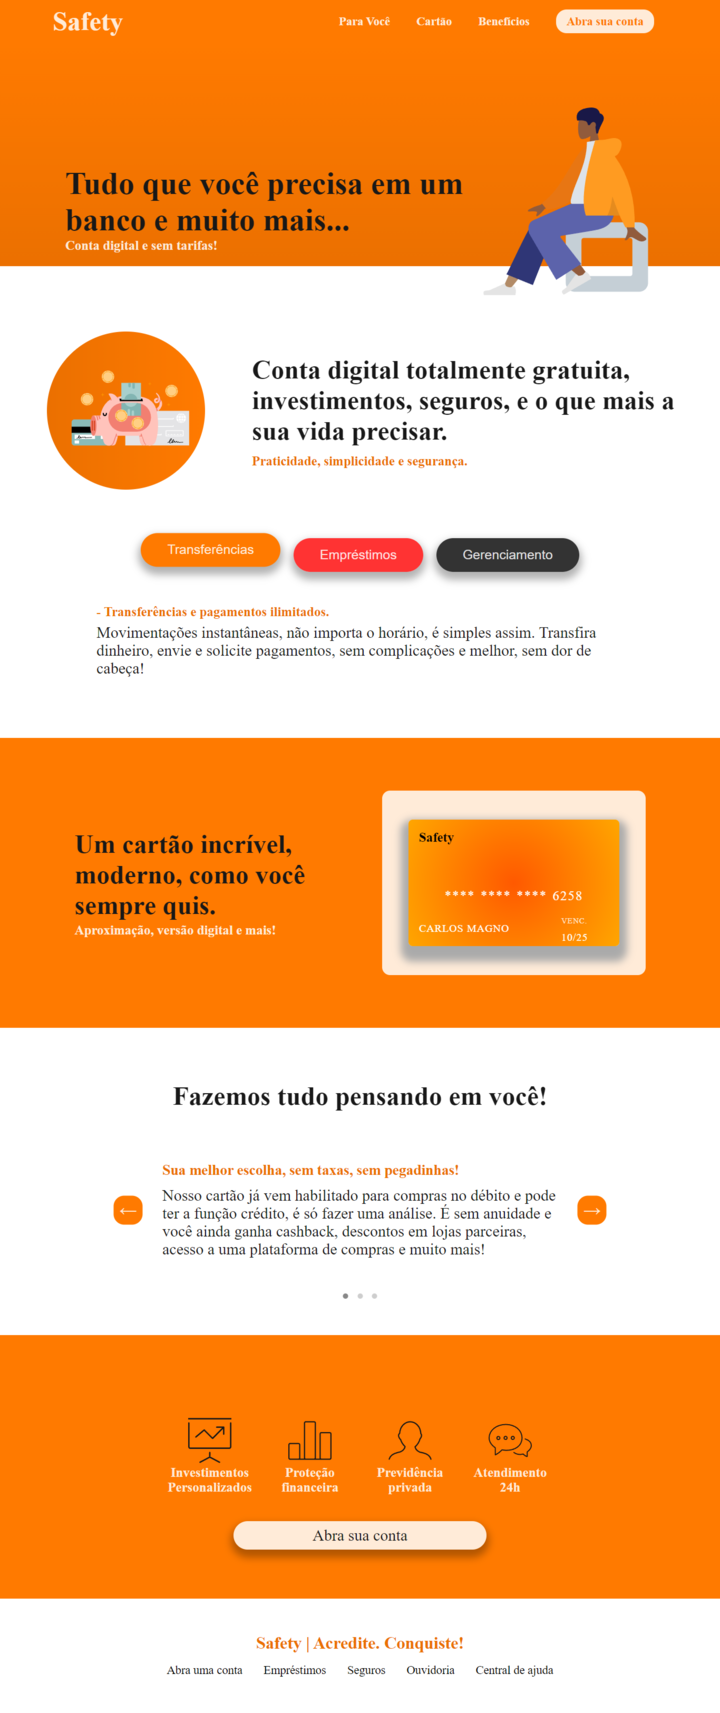 Safety
Para Você
Cartão
Beneficios
Abra sua conta
Tudo que você precisa em um
banco e muito mais...
Conta digital e sem tarifas!
Conta digital totalmente gratuita,
investimentos, seguros, e o que mais a
sua vida precisar.
Praticidade, simplicidade e segurança.
Transferências
Empréstimos
Gerenciamento
- Transferências e pagamentos ilimitados.
Movimentações instantâneas, não importa o horário, é simples assim. Transfira
dinheiro, envie e solicite pagamentos, sem complicações e melhor, sem dor de
cabeça!
Um cartão incrível,
moderno, como você
sempre quis.
Aproximação, versão digital e mais!
Safety
**** **** **** 6258
CARLOS MAGNO
VENC.
10/25
Fazemos tudo pensando em você!
Sua melhor escolha, sem taxas, sem pegadinhas!
Nosso cartão já vem habilitado para compras no débito e pode
ter a função crédito, é só fazer uma análise. É sem anuidade e
você ainda ganha cashback, descontos em lojas parceiras,
acesso a uma plataforma de compras e muito mais!
Investimentos
Personalizados
Proteção
financeira
Previdência
privada
Atendimento
24h
Abra sua conta
Safety | Acredite. Conquiste!
Abra uma conta
Empréstimos
Seguros
Ouvidoria
Central de ajuda